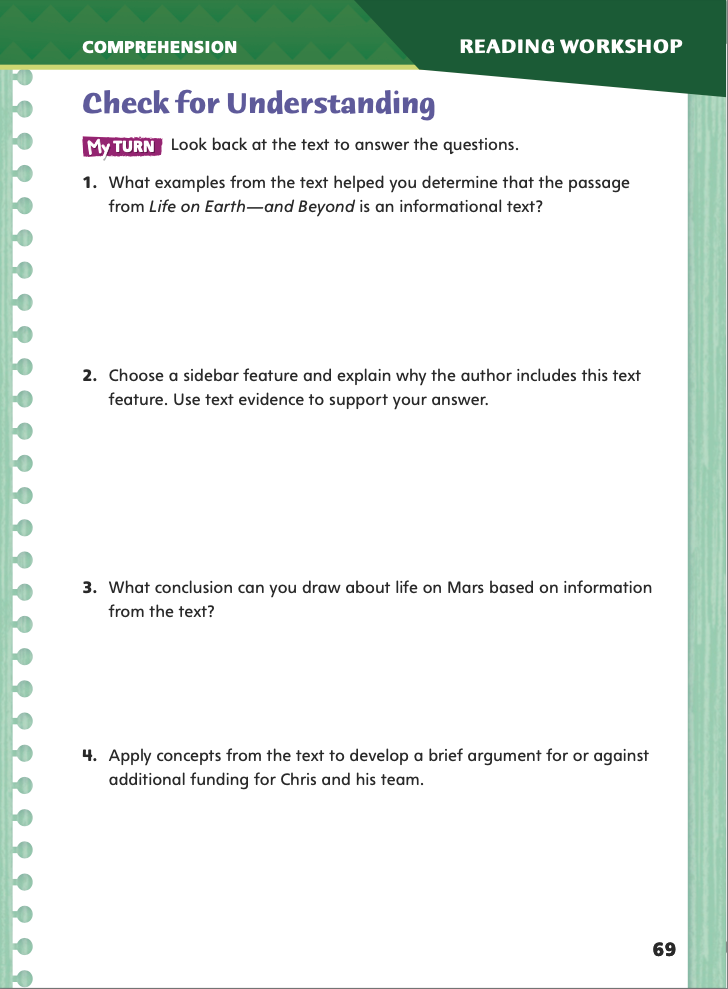 COMPREHENSION
READING WORKSHOP
Check for Understanding
My TURN Look back at the text to answer the questions.
1. What examples from the text helped you determine that the passage
from Life on Earth—and Beyond is an informational text?
2. Choose a sidebar feature and explain why the author includes this text
feature. Use text evidence to support your answer.
3. What conclusion can you draw about life on Mars based on information
from the text?
4. Apply concepts from the text to develop a brief argument for or against
additional funding for Chris and his team.
69